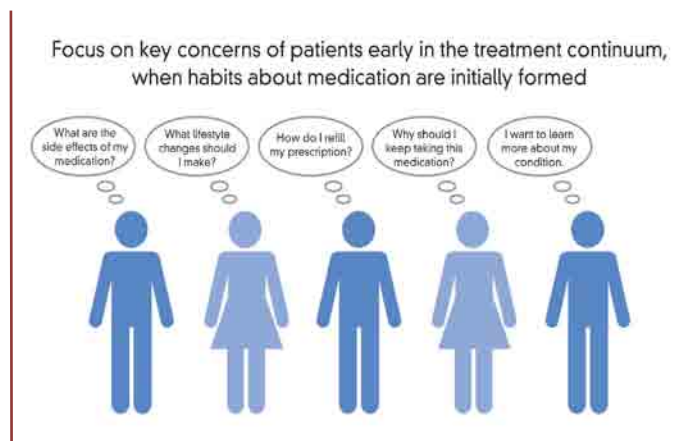 Focus on key concerns of patients early in the treatment continuum,
when habits about medication are initially formed
What are the
side effects of my
medication?
What lifestyle
changes should
I make?
How do I refill
my prescription?
Why should I
keep taking this
medication?
I want to learn
more about my
condition.